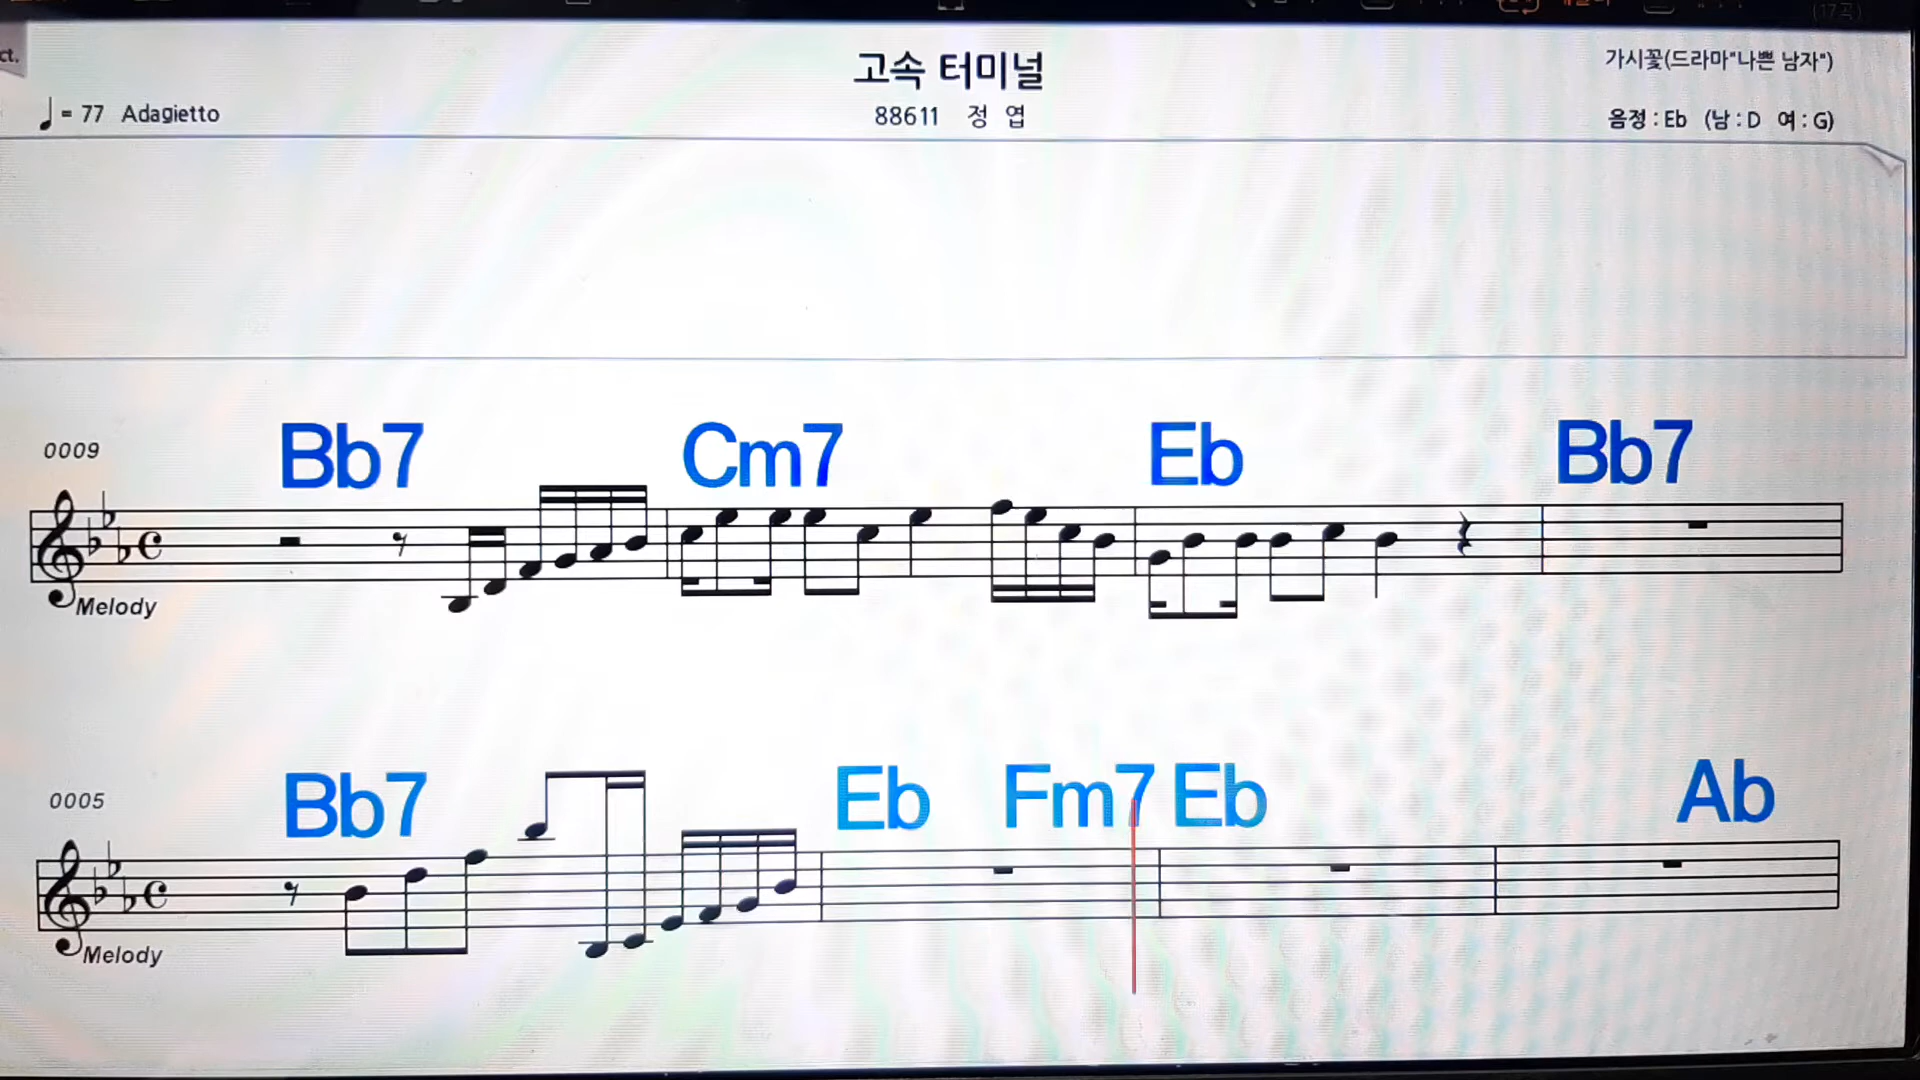 ct.
고속 터미널
가시꽃(드라마"나쁜 남자")
♩= 77 Adagietto
88611 정 엽
음정 : Eb (남 : D 여 : G)
0009
Bb7 Cm7 Eb Bb7
Melody
0005
Bb7 Eb Fm7 Eb Ab
Melody